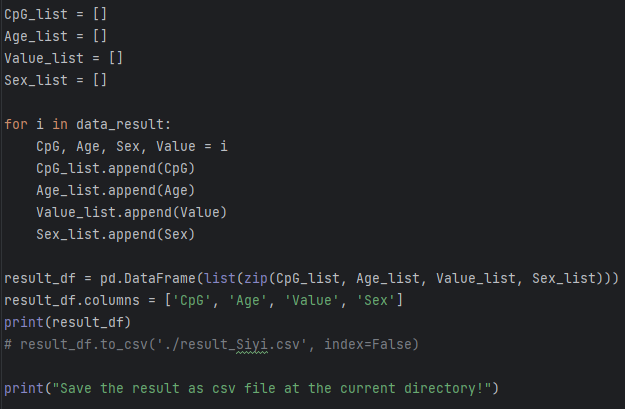 CpG_list = []
Age_list = []
Value_list = []
Sex_list = []
for i in data_result:
    CpG, Age, Sex, Value = i
    CpG_list.append(CpG)
    Age_list.append(Age)
    Value_list.append(Value)
    Sex_list.append(Sex)
result_df = pd.DataFrame(list(zip(CpG_list, Age_list, Value_list, Sex_list)))
result_df.columns = ['CpG', 'Age', 'Value', 'Sex']
print(result_df)
# result_df.to_csv('./result_Siyi.csv', index=False)
print("Save the result as csv file at the current directory!")